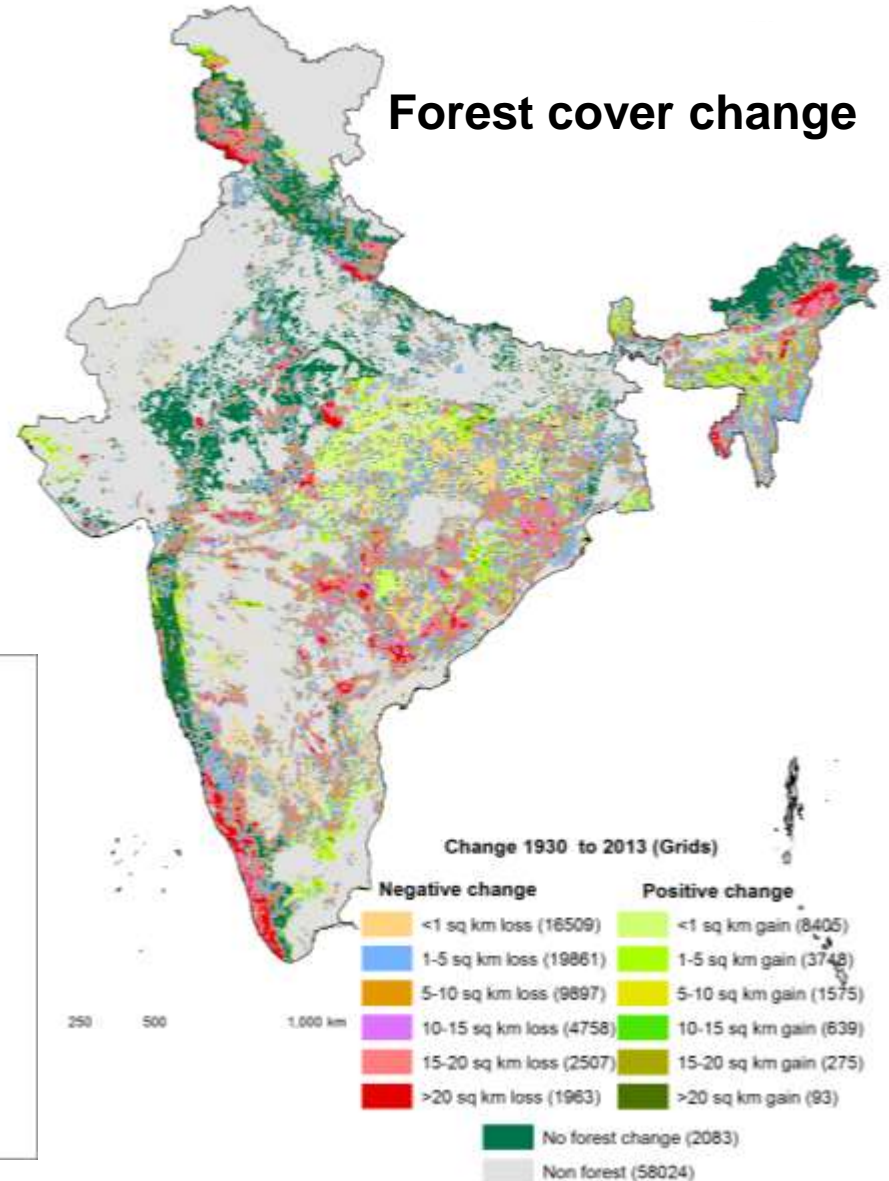 Forest cover change
Change 1930 to 2013 (Grids)
Negative change
<1 sq km loss (16509)
1-5 sq km loss (19861)
5-10 sq km loss (9897)
10-15 sq km loss (4758)
15-20 sq km loss (2507)
>20 sq km loss (1963)
Positive change
<1 sq km gain (8405)
1-5 sq km gain (3748)
5-10 sq km gain (1575)
10-15 sq km gain (639)
15-20 sq km gain (275)
>20 sq km gain (93)
No forest change (2083)
Non forest (58024)
250 500 1,000 km